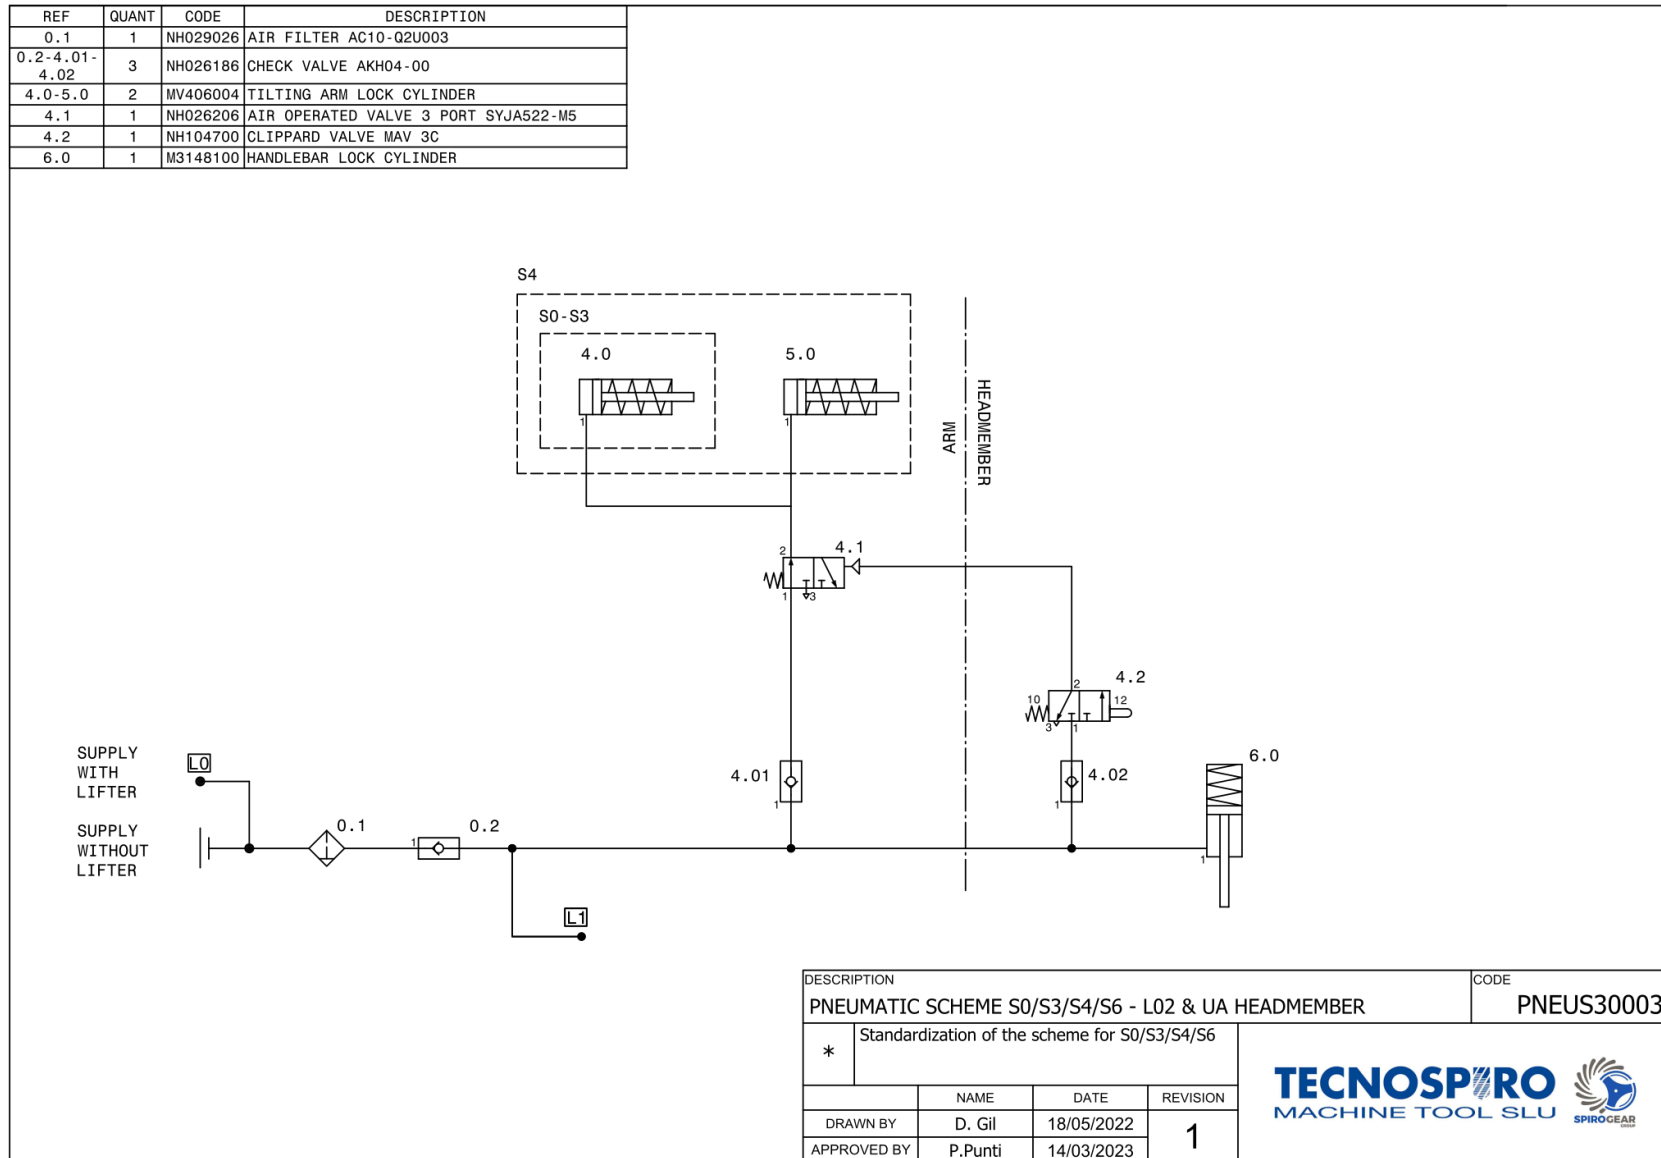 REF QUANT CODE DESCRIPTION
0.1 1 NH029026 AIR FILTER AC10-Q2U003
0.2-4.01-
4.02 3 NH026186 CHECK VALVE AKH04-00
4.0-5.0 2 MV406004 TILTING ARM LOCK CYLINDER
4.1 1 NH026206 AIR OPERATED VALVE 3 PORT SYJA522-M5
4.2 1 NH104700 CLIPPARD VALVE MAV 3C
6.0 1 M3148100 HANDLEBAR LOCK CYLINDER
S4
S0-S3
4.0
5.0
1
1
ARM
HEADMEMBER
2
4.1
1
3
4.2
2
10
12
3
1
4.01
1
4.02
1
6.0
1
SUPPLY
WITH
LIFTER
L0
SUPPLY
WITHOUT
LIFTER
0.1
1
0.2
L1
DESCRIPTION
PNEUMATIC SCHEME S0/S3/S4/S6 - L02 & UA HEADMEMBER
CODE
PNEUS30003
*
Standardization of the scheme for S0/S3/S4/S6
NAME DATE REVISION
DRAWN BY D. Gil 18/05/2022
1
APPROVED BY P.Punti 14/03/2023
TECNOSPIRO
MACHINE TOOL SLU
SPIROGEAR
GROUP